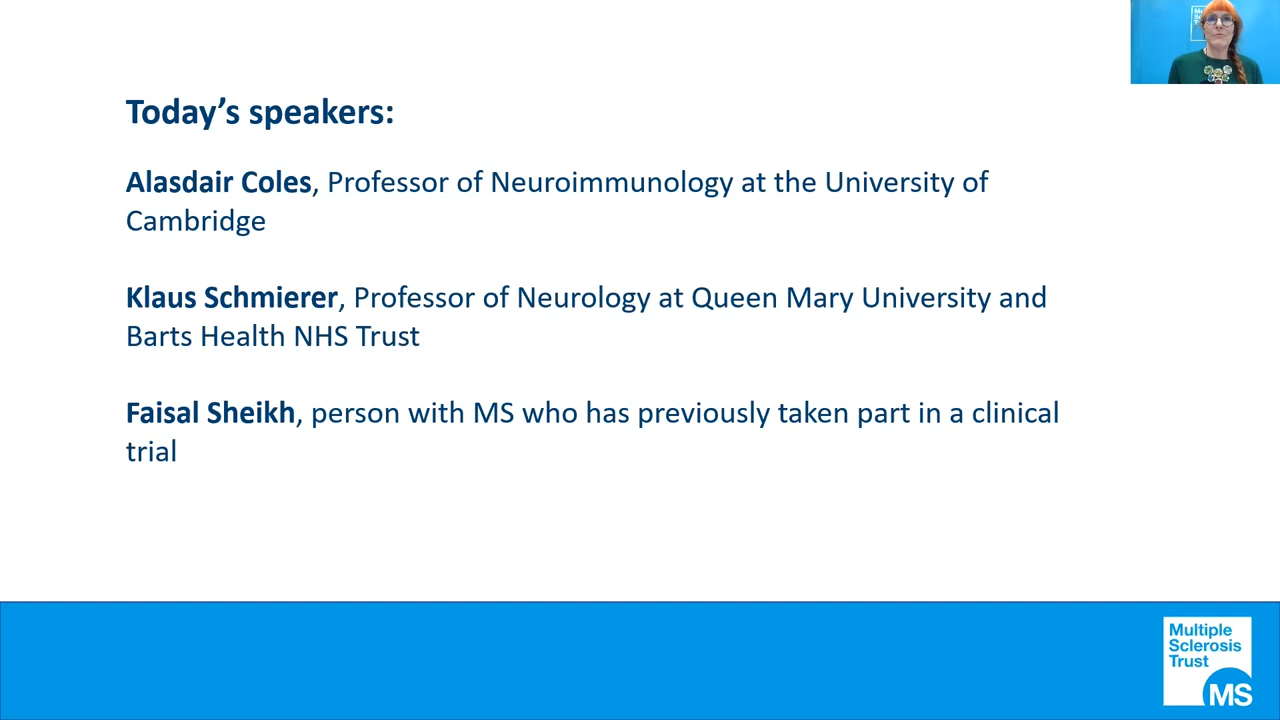 Today's speakers:
Alasdair Coles, Professor of Neuroimmunology at the University of
Cambridge
Klaus Schmierer, Professor of Neurology at Queen Mary University and
Barts Health NHS Trust
Faisal Sheikh, person with MS who has previously taken part in a clinical
trial
Multiple
Sclerosis
Trust
MS